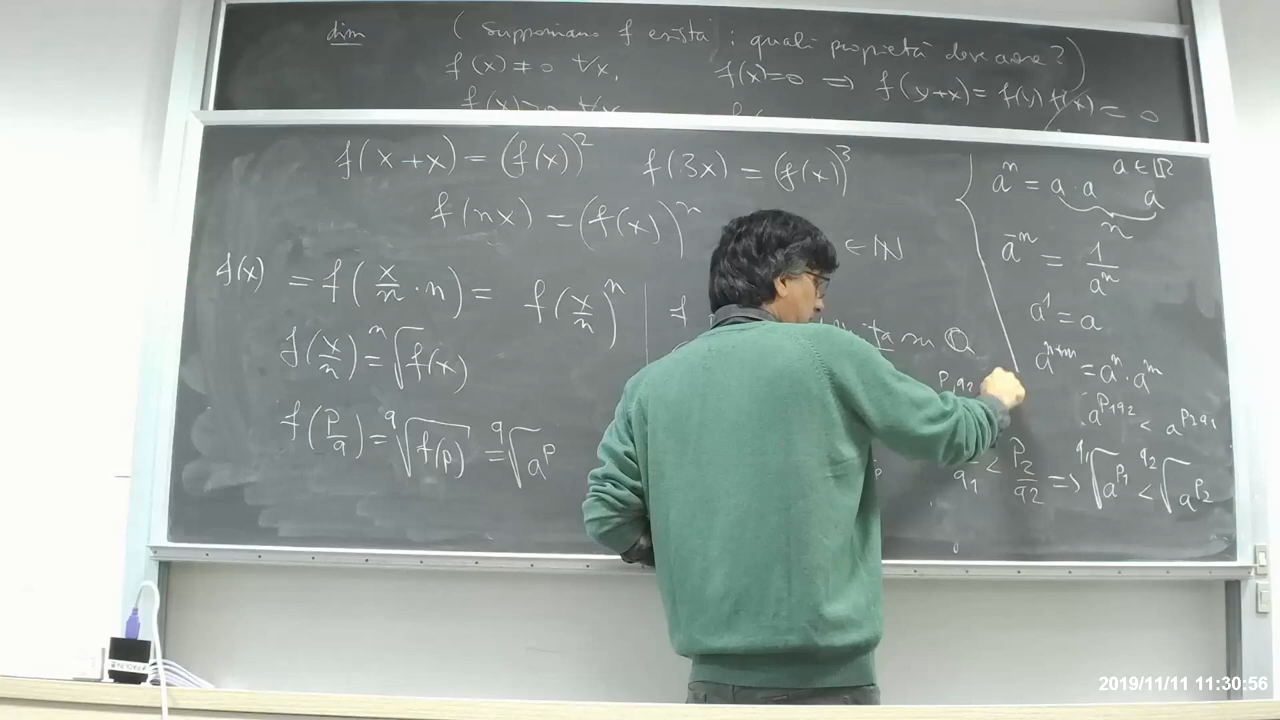 dim ( Supponiamo f esista : quali proprietà deve avere ? )
f(x) ≠ 0 ∀x, f(x)=0 ⇒ f(y+x) = f(y) f(x) = 0
f(x+x) = (f(x))² f(3x) = (f(x))³
f(nx) = (f(x))ⁿ ∈ ℕ
f(x) = f(x/n · n) = f(x/n)ⁿ
f(x/n) = ⁿ√f(x)
f(p/q) = q√f(p) = q√aᵖ
f
su ℚ
p₁q₂
q₁ < p₂/q₂ ⇒ q₁√a^p₁ < q₂√a^p₂
aⁿ = a · a a a ∈ ℝ
n
a⁻ⁿ = 1/aⁿ
a¹ = a
aⁿ⁺ᵐ = aⁿ · aᵐ
a^p₁q₂ < a^p₂q₁
2019/11/11 11:30:56